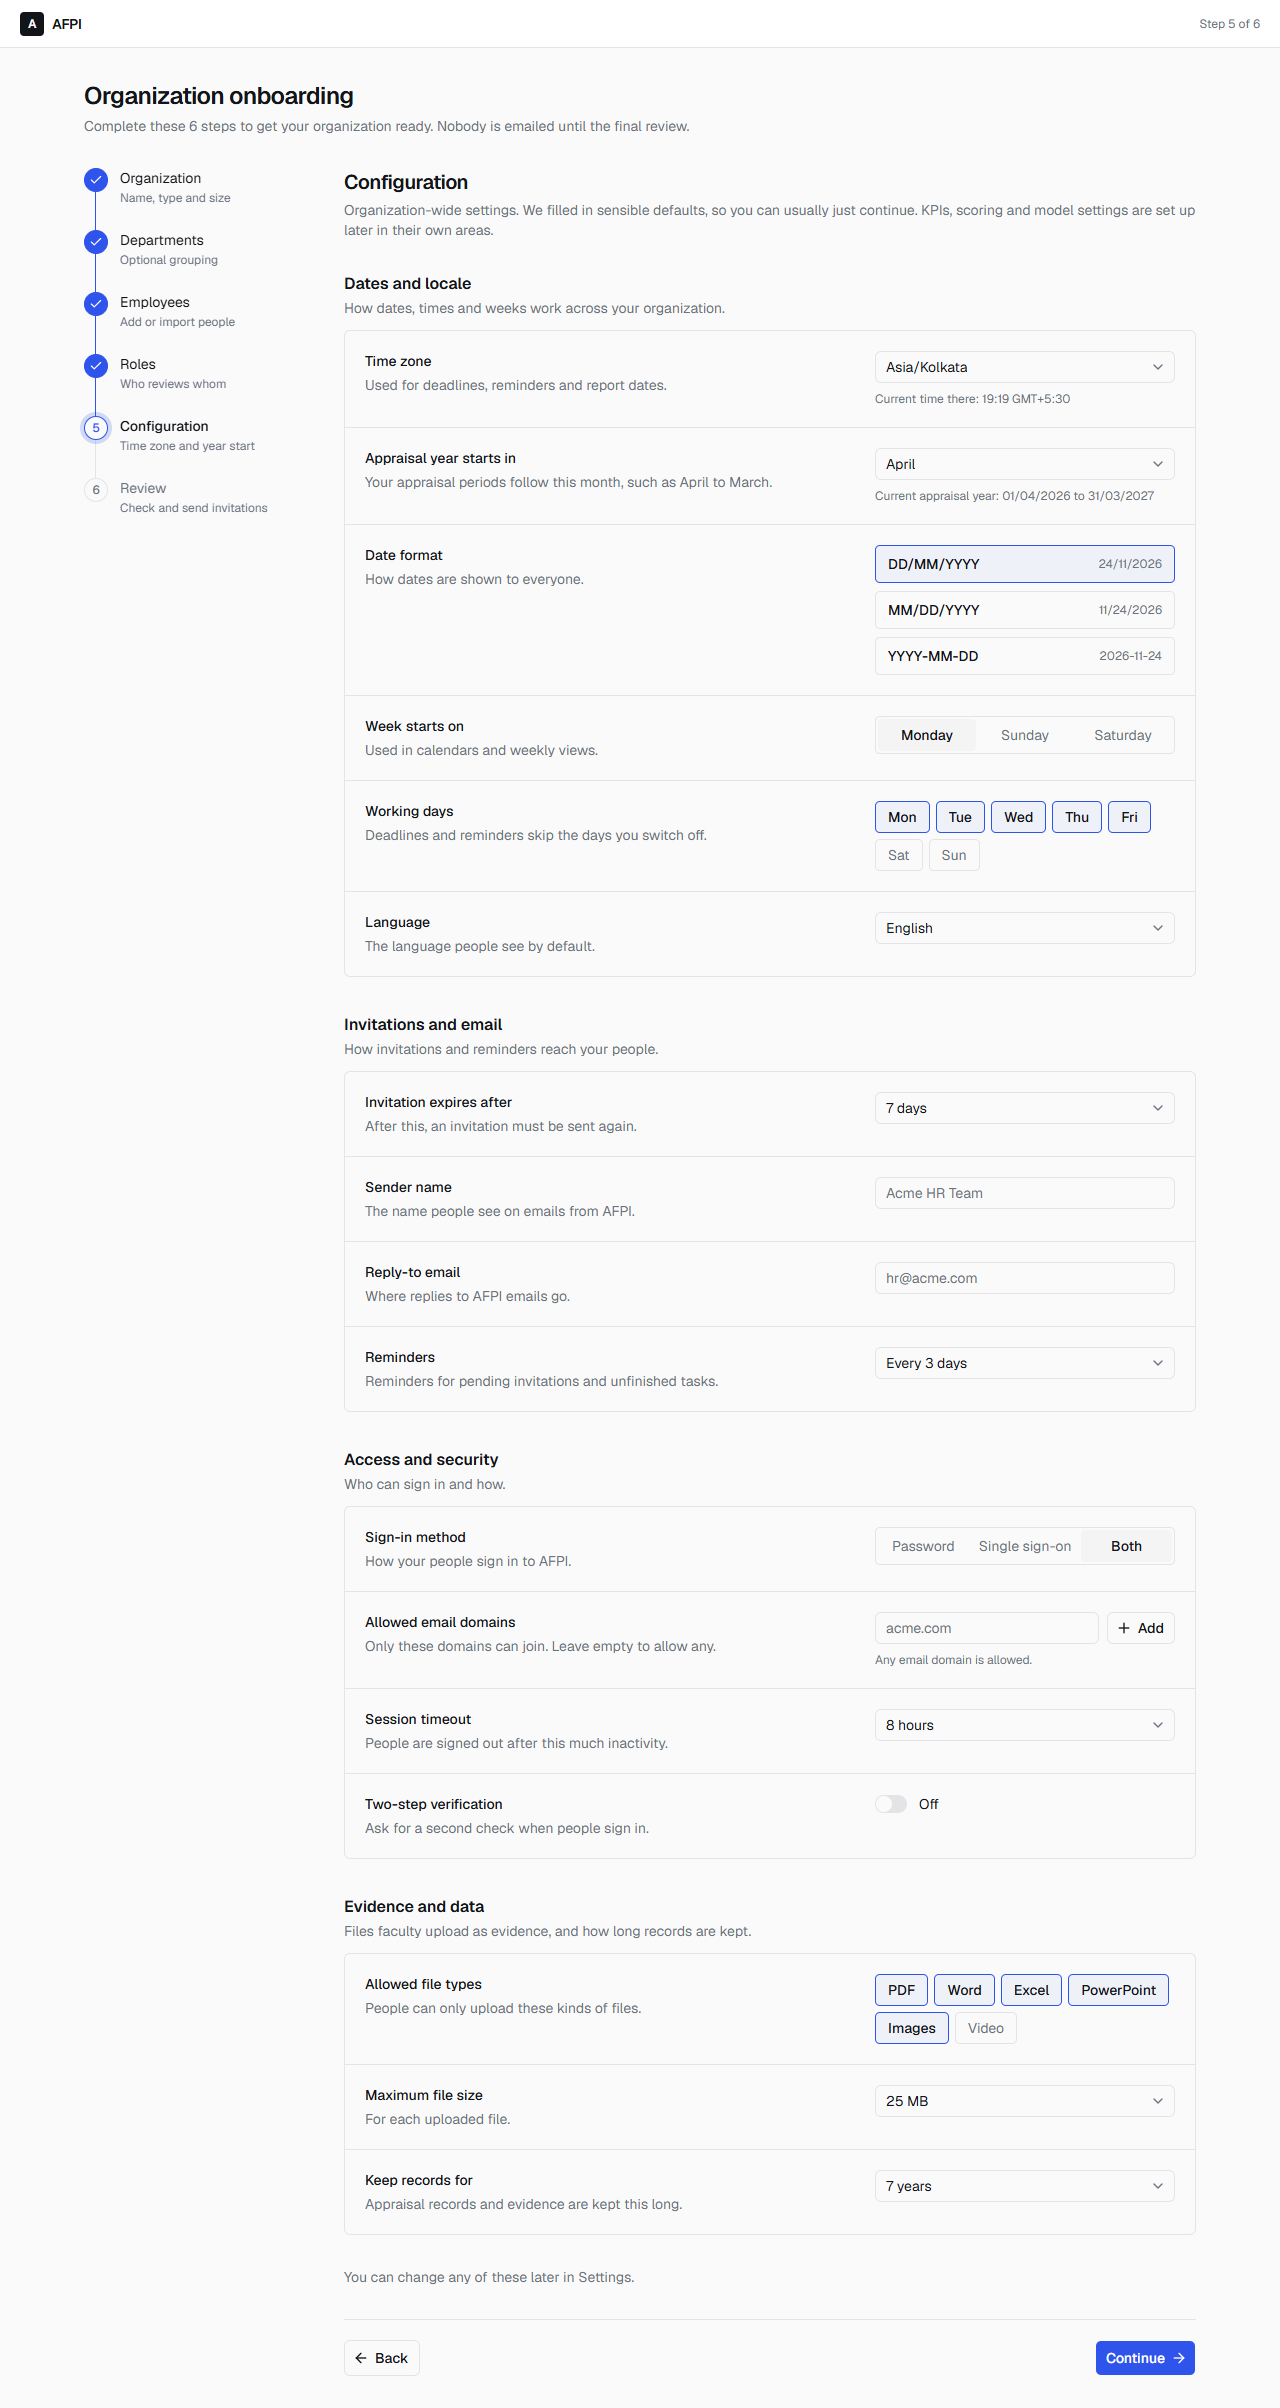 A AFPI
Step 5 of 6
Organization onboarding
Complete these 6 steps to get your organization ready. Nobody is emailed until the final review.
Organization
Name, type and size
Departments
Optional grouping
Employees
Add or import people
Roles
Who reviews whom
5 Configuration
Time zone and year start
6 Review
Check and send invitations
Configuration
Organization-wide settings. We filled in sensible defaults, so you can usually just continue. KPIs, scoring and model settings are set up
later in their own areas.
Dates and locale
How dates, times and weeks work across your organization.
Time zone
Used for deadlines, reminders and report dates.
Asia/Kolkata
Current time there: 19:19 GMT+5:30
Appraisal year starts in
Your appraisal periods follow this month, such as April to March.
April
Current appraisal year: 01/04/2026 to 31/03/2027
Date format
How dates are shown to everyone.
DD/MM/YYYY 24/11/2026
MM/DD/YYYY 11/24/2026
YYYY-MM-DD 2026-11-24
Week starts on
Used in calendars and weekly views.
Monday Sunday Saturday
Working days
Deadlines and reminders skip the days you switch off.
Mon Tue Wed Thu Fri
Sat Sun
Language
The language people see by default.
English
Invitations and email
How invitations and reminders reach your people.
Invitation expires after
After this, an invitation must be sent again.
7 days
Sender name
The name people see on emails from AFPI.
Acme HR Team
Reply-to email
Where replies to AFPI emails go.
hr@acme.com
Reminders
Reminders for pending invitations and unfinished tasks.
Every 3 days
Access and security
Who can sign in and how.
Sign-in method
How your people sign in to AFPI.
Password Single sign-on Both
Allowed email domains
Only these domains can join. Leave empty to allow any.
acme.com
Add
Any email domain is allowed.
Session timeout
People are signed out after this much inactivity.
8 hours
Two-step verification
Ask for a second check when people sign in.
Off
Evidence and data
Files faculty upload as evidence, and how long records are kept.
Allowed file types
People can only upload these kinds of files.
PDF Word Excel PowerPoint
Images Video
Maximum file size
For each uploaded file.
25 MB
Keep records for
Appraisal records and evidence are kept this long.
7 years
You can change any of these later in Settings.
Back
Continue